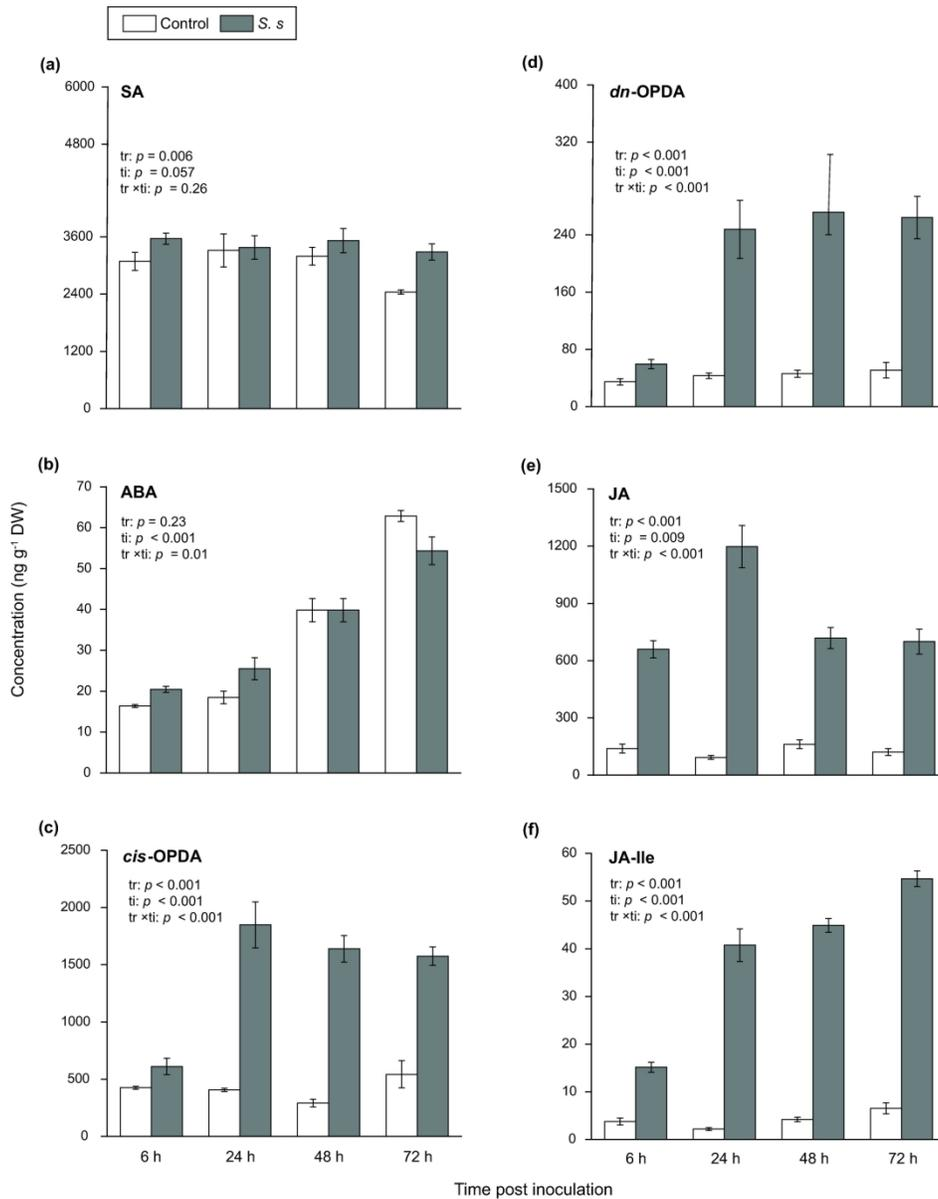 Control S. s
(a)
SA
6000
4800
3600
2400
1200
0
tr: p = 0.006
ti: p = 0.057
tr ×ti: p = 0.26
(d)
dn-OPDA
400
320
240
160
80
0
tr: p < 0.001
ti: p < 0.001
tr ×ti: p < 0.001
(b)
ABA
70
60
50
40
30
20
10
0
tr: p = 0.23
ti: p < 0.001
tr ×ti: p = 0.01
(e)
JA
1500
1200
900
600
300
0
tr: p < 0.001
ti: p = 0.009
tr ×ti: p < 0.001
Concentration (ng g⁻¹ DW)
(c)
cis-OPDA
2500
2000
1500
1000
500
0
tr: p < 0.001
ti: p < 0.001
tr ×ti: p < 0.001
6 h 24 h 48 h 72 h
(f)
JA-Ile
60
50
40
30
20
10
0
tr: p < 0.001
ti: p < 0.001
tr ×ti: p < 0.001
6 h 24 h 48 h 72 h
Time post inoculation